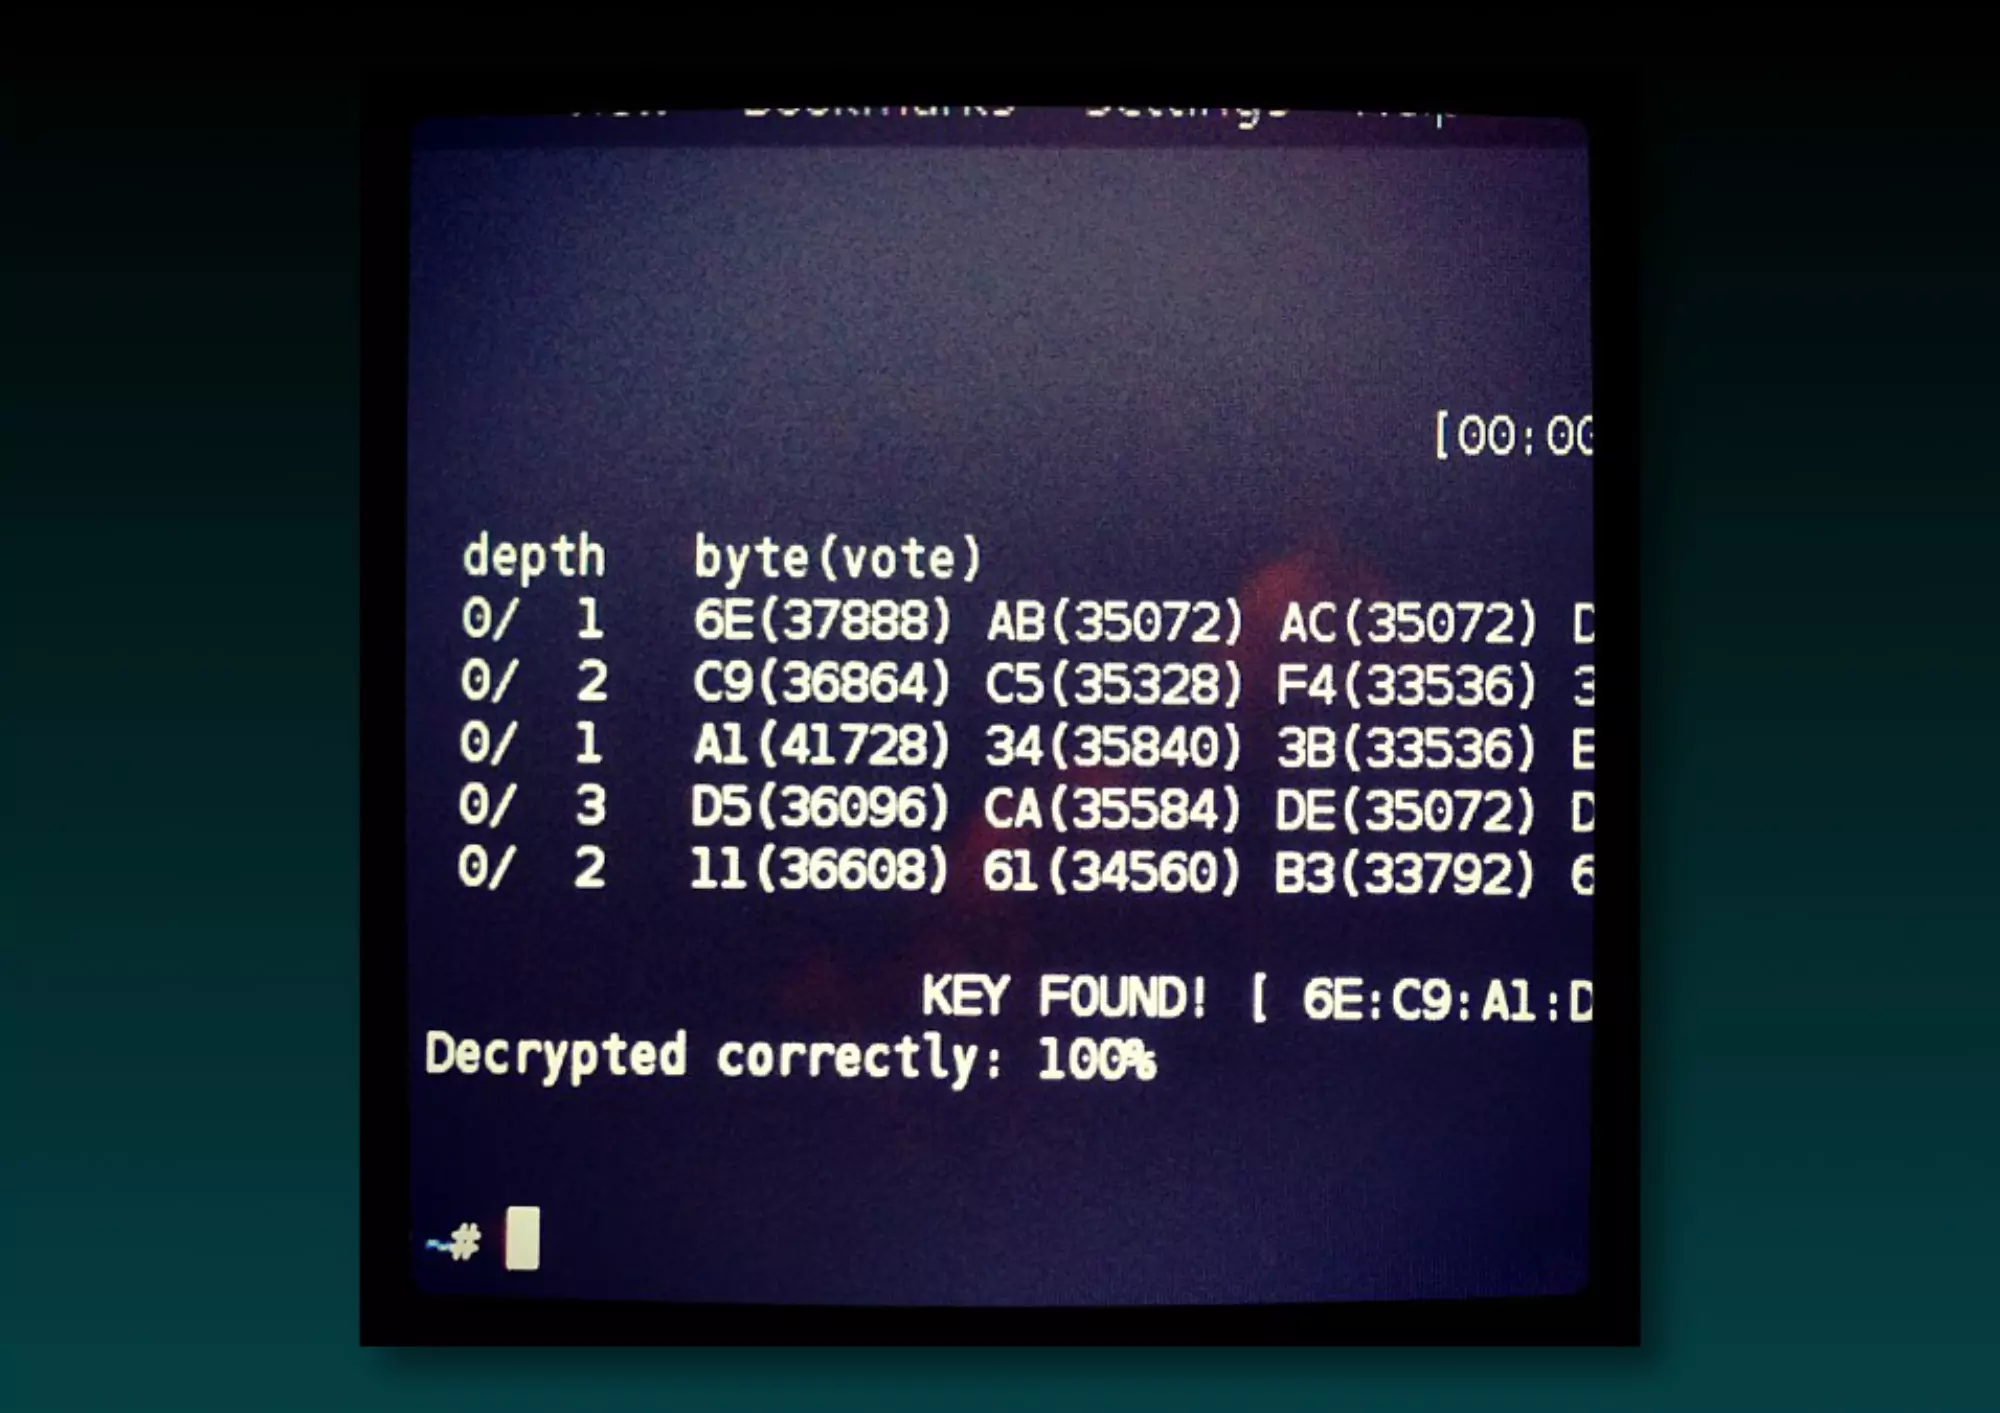 Bookmarks Settings Help
[00:00
depth byte(vote)
0/ 1 6E(37888) AB(35072) AC(35072) D
0/ 2 C9(36864) C5(35328) F4(33536) 3
0/ 1 A1(41728) 34(35840) 3B(33536) E
0/ 3 D5(36096) CA(35584) DE(35072) D
0/ 2 11(36608) 61(34560) B3(33792) 6
KEY FOUND! [ 6E:C9:A1:D
Decrypted correctly: 100%
~#